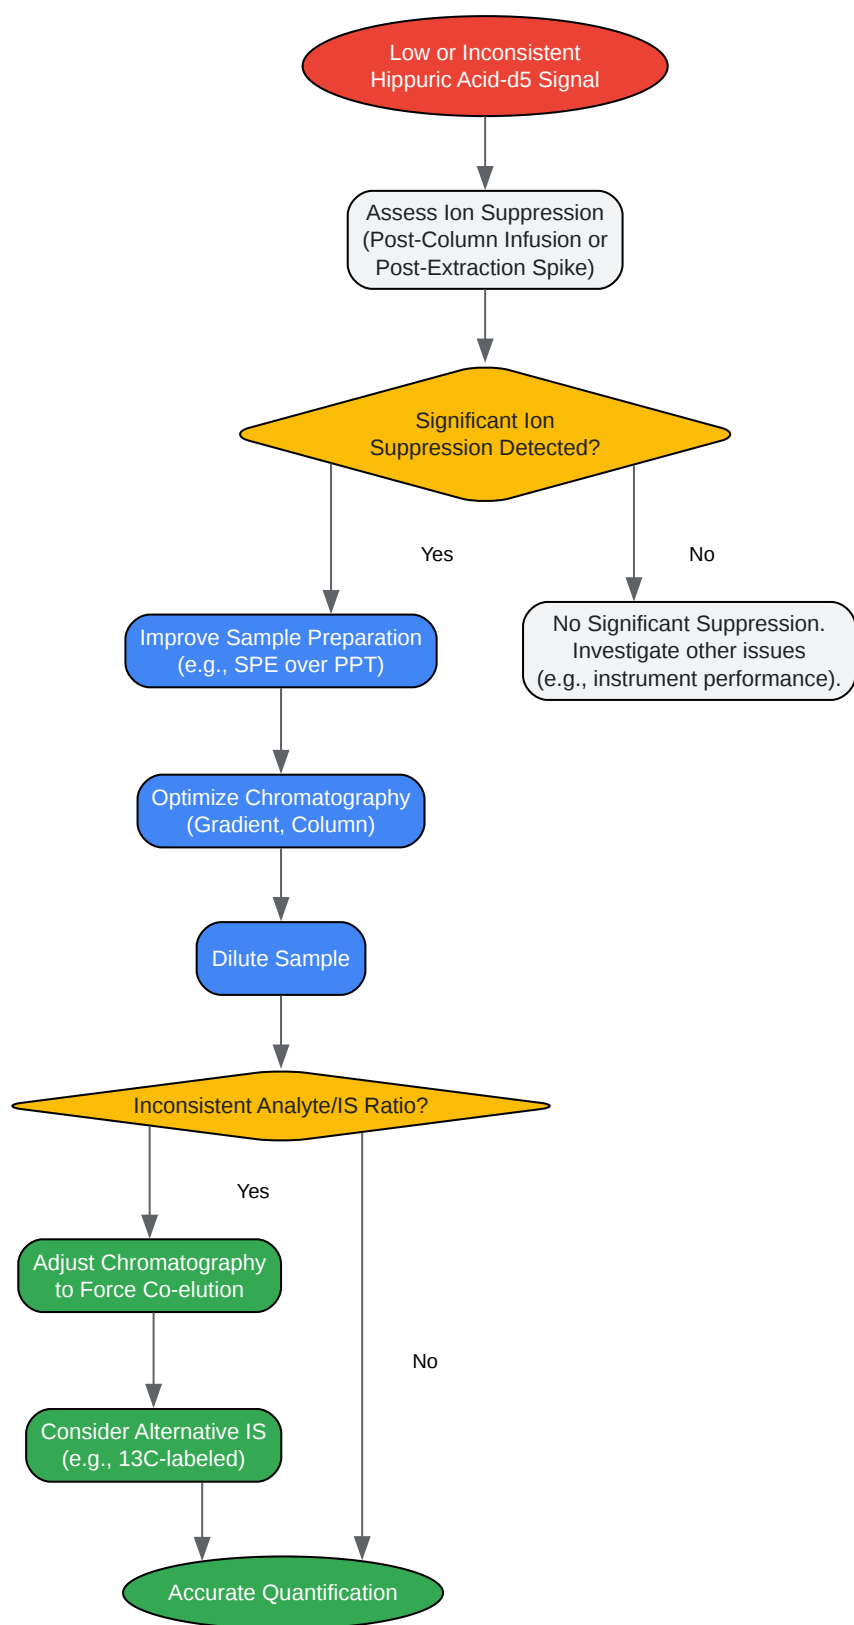 Low or Inconsistent
Hippuric Acid-d5 Signal
Assess Ion Suppression
(Post-Column Infusion or
Post-Extraction Spike)
Significant Ion
Suppression Detected?
Yes
No
Improve Sample Preparation
(e.g., SPE over PPT)
No Significant Suppression.
Investigate other issues
(e.g., instrument performance).
Optimize Chromatography
(Gradient, Column)
Dilute Sample
Inconsistent Analyte/IS Ratio?
Yes
Adjust Chromatography
to Force Co-elution
No
Consider Alternative IS
(e.g., 13C-labeled)
Accurate Quantification